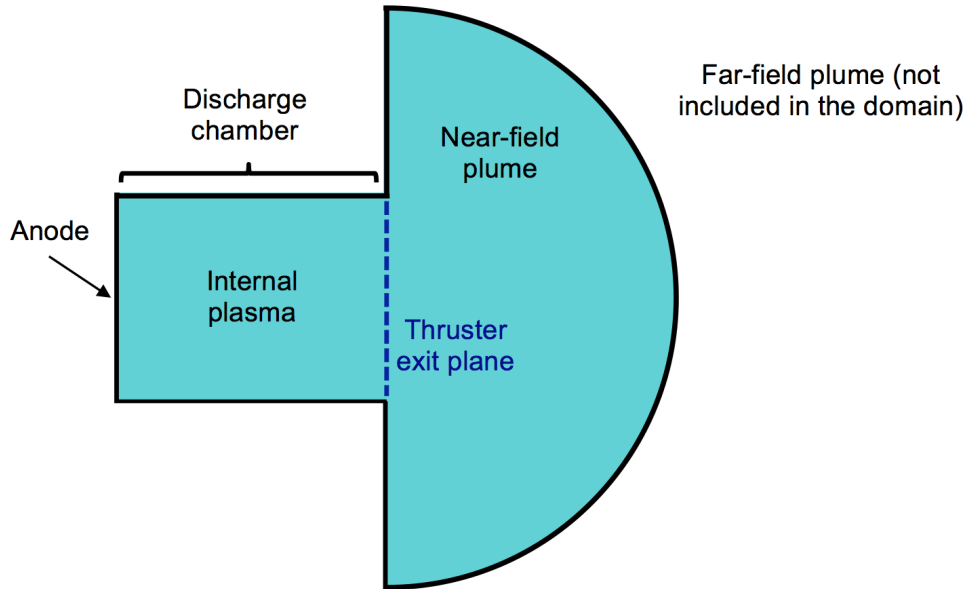 Far-field plume (not
included in the domain)
Discharge
chamber
Near-field
plume
Anode
Internal
plasma
Thruster
exit plane